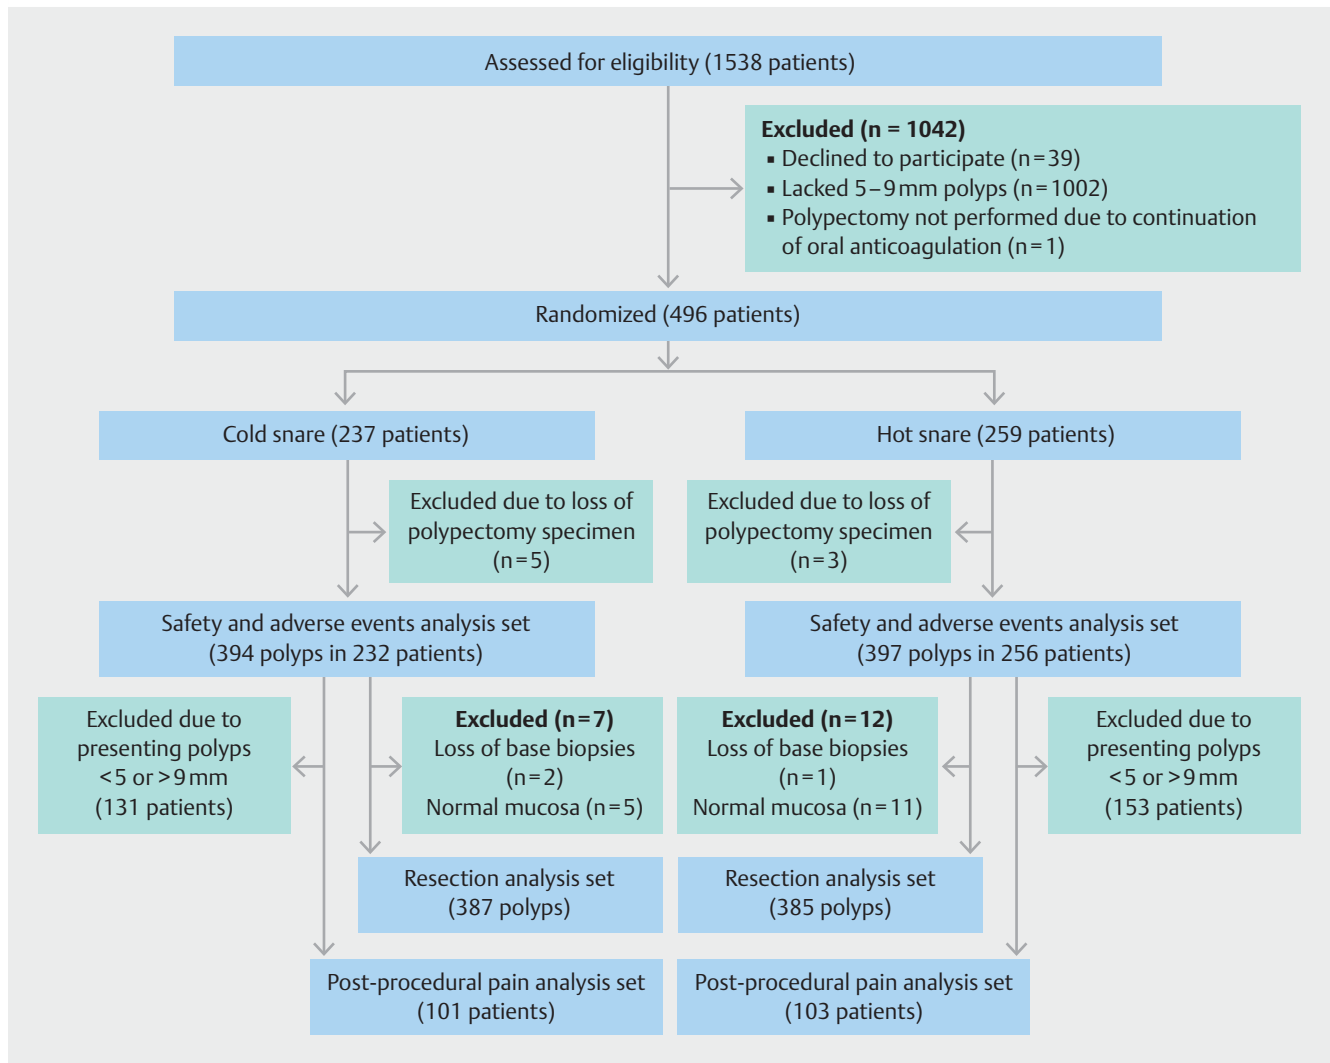 Assessed for eligibility (1538 patients)
Excluded (n = 1042)
▪ Declined to participate (n=39)
▪ Lacked 5–9mm polyps (n=1002)
▪ Polypectomy not performed due to continuation
of oral anticoagulation (n=1)
Randomized (496 patients)
Cold snare (237 patients)
Hot snare (259 patients)
Excluded due to loss of
polypectomy specimen
(n=5)
Excluded due to loss of
polypectomy specimen
(n=3)
Safety and adverse events analysis set
(394 polyps in 232 patients)
Safety and adverse events analysis set
(397 polyps in 256 patients)
Excluded due to
presenting polyps
<5 or >9mm
(131 patients)
Excluded (n=7)
Loss of base biopsies
(n=2)
Normal mucosa (n=5)
Excluded (n=12)
Loss of base biopsies
(n=1)
Normal mucosa (n=11)
Excluded due to
presenting polyps
<5 or >9mm
(153 patients)
Resection analysis set
(387 polyps)
Resection analysis set
(385 polyps)
Post-procedural pain analysis set
(101 patients)
Post-procedural pain analysis set
(103 patients)